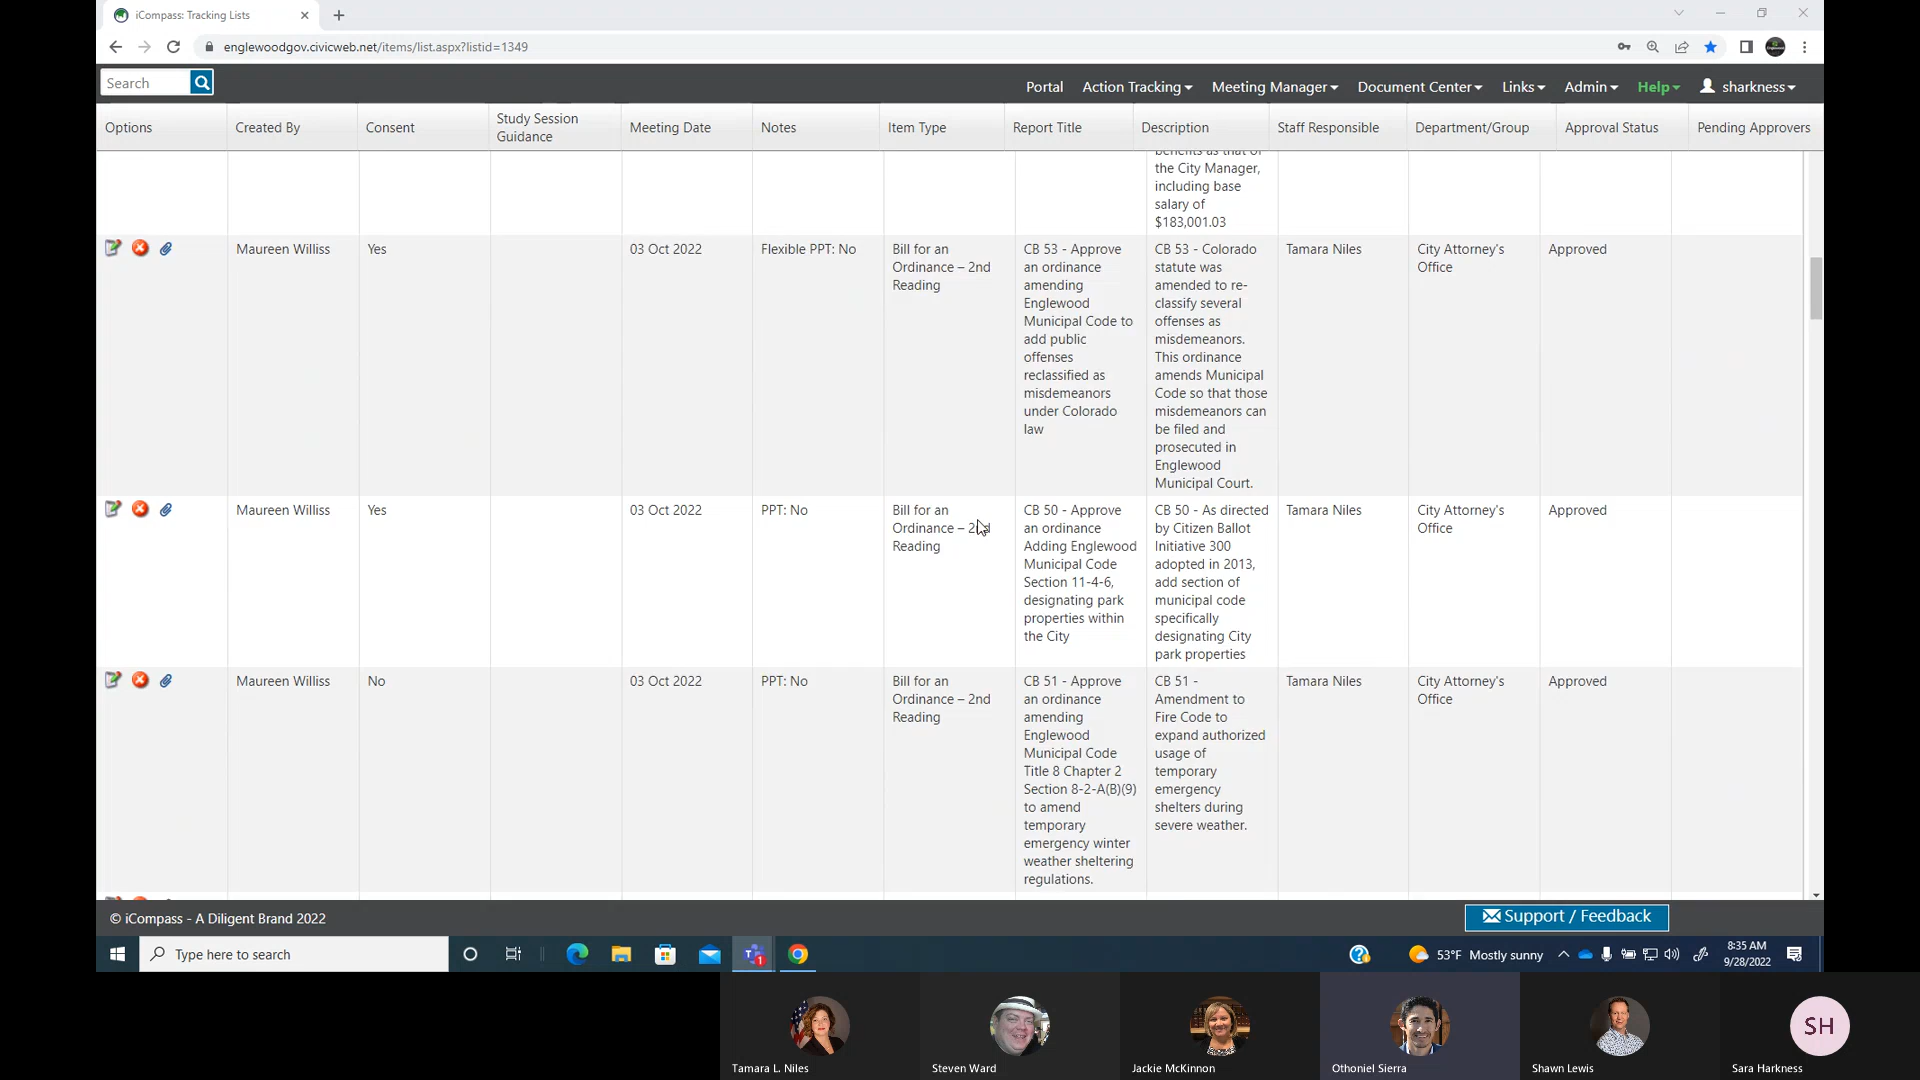 iCompass: Tracking Lists
englewoodgov.civicweb.net/items/list.aspx?listid=1349
Search
Portal
Action Tracking
Meeting Manager
Document Center
Links
Admin
Help
sharkness
Options
Created By
Consent
Study Session
Guidance
Meeting Date
Notes
Item Type
Report Title
Description
Staff Responsible
Department/Group
Approval Status
Pending Approvers
benefits as that of
the City Manager,
including base
salary of
$183,001.03
Maureen Williss
Yes
03 Oct 2022
Flexible PPT: No
Bill for an
Ordinance – 2nd
Reading
CB 53 - Approve
an ordinance
amending
Englewood
Municipal Code to
add public
offenses
reclassified as
misdemeanors
under Colorado
law
CB 53 - Colorado
statute was
amended to re-
classify several
offenses as
misdemeanors.
This ordinance
amends Municipal
Code so that those
misdemeanors can
be filed and
prosecuted in
Englewood
Municipal Court.
Tamara Niles
City Attorney's
Office
Approved
Maureen Williss
Yes
03 Oct 2022
PPT: No
Bill for an
Ordinance – 2nd
Reading
CB 50 - Approve
an ordinance
Adding Englewood
Municipal Code
Section 11-4-6,
designating park
properties within
the City
CB 50 - As directed
by Citizen Ballot
Initiative 300
adopted in 2013,
add section of
municipal code
specifically
designating City
park properties
Tamara Niles
City Attorney's
Office
Approved
Maureen Williss
No
03 Oct 2022
PPT: No
Bill for an
Ordinance – 2nd
Reading
CB 51 - Approve
an ordinance
amending
Englewood
Municipal Code
Title 8 Chapter 2
Section 8-2-A(B)(9)
to amend
temporary
emergency winter
weather sheltering
regulations.
CB 51 -
Amendment to
Fire Code to
expand authorized
usage of
temporary
emergency
shelters during
severe weather.
Tamara Niles
City Attorney's
Office
Approved
© iCompass - A Diligent Brand 2022
Support / Feedback
Type here to search
1
53°F Mostly sunny
8:35 AM
9/28/2022
SH
Tamara L. Niles
Steven Ward
Jackie McKinnon
Othoniel Sierra
Shawn Lewis
Sara Harkness